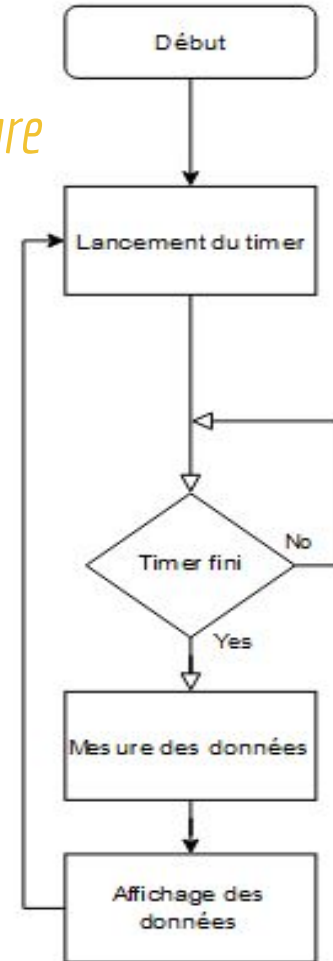 Début
Lancement du timer
Timer fini
No
Yes
Mesure des données
Affichage des
données